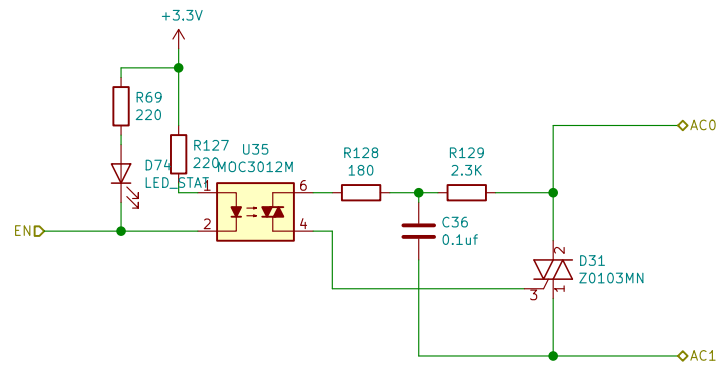 +3.3V
R69
220
R127
220
D74
LED_STAT
U35
MOC3012M
1
2
6
4
EN
R128
180
R129
2.3K
C36
0.1uf
AC0
2
D31
Z0103MN
3
1
AC1